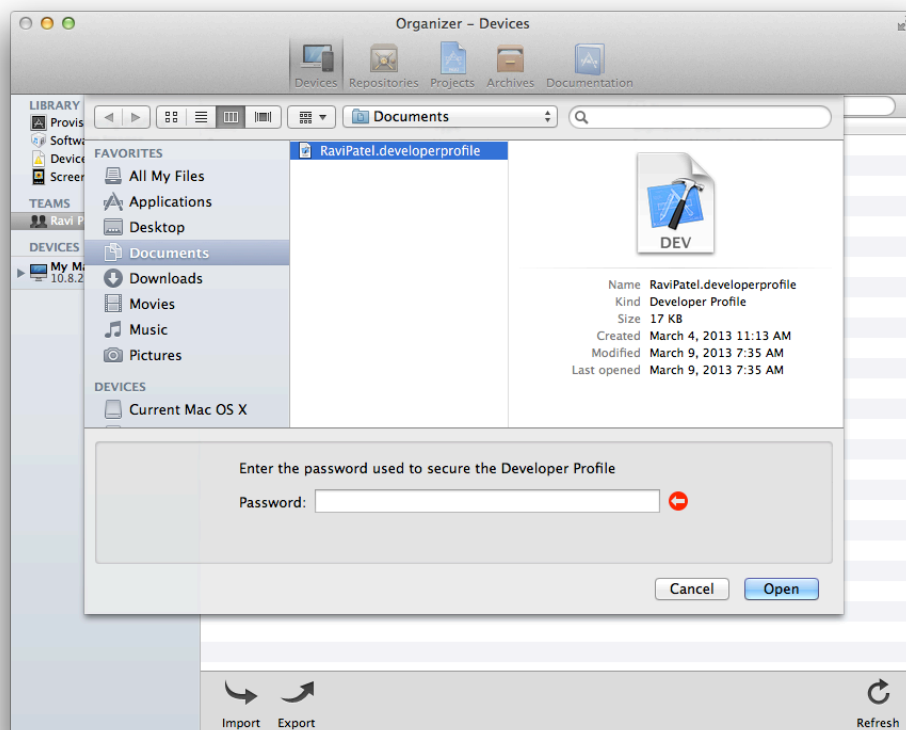 Organizer – Devices
Devices Repositories Projects Archives Documentation
LIBRARY
Provis
Softwa
Device
Screer
TEAMS
Ravi P
DEVICES
My Ma
10.8.2
Documents
FAVORITES
All My Files
Applications
Desktop
Documents
Downloads
Movies
Music
Pictures
DEVICES
Current Mac OS X
RaviPatel.developerprofile
DEV
Name RaviPatel.developerprofile
Kind Developer Profile
Size 17 KB
Created March 4, 2013 11:13 AM
Modified March 9, 2013 7:35 AM
Last opened March 9, 2013 7:35 AM
Enter the password used to secure the Developer Profile
Password:
Cancel Open
Import Export Refresh